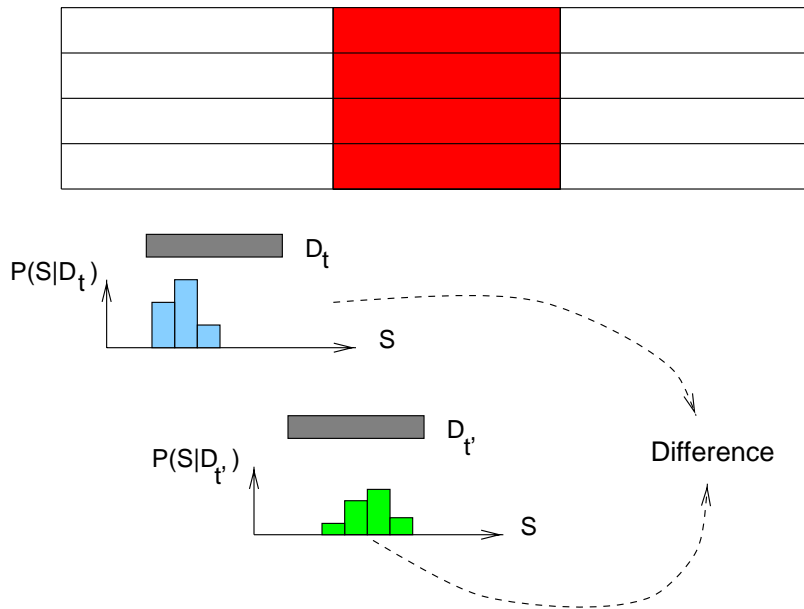 D_t
P(S|D_t)
S
D_t'
P(S|D_t')
S
Difference